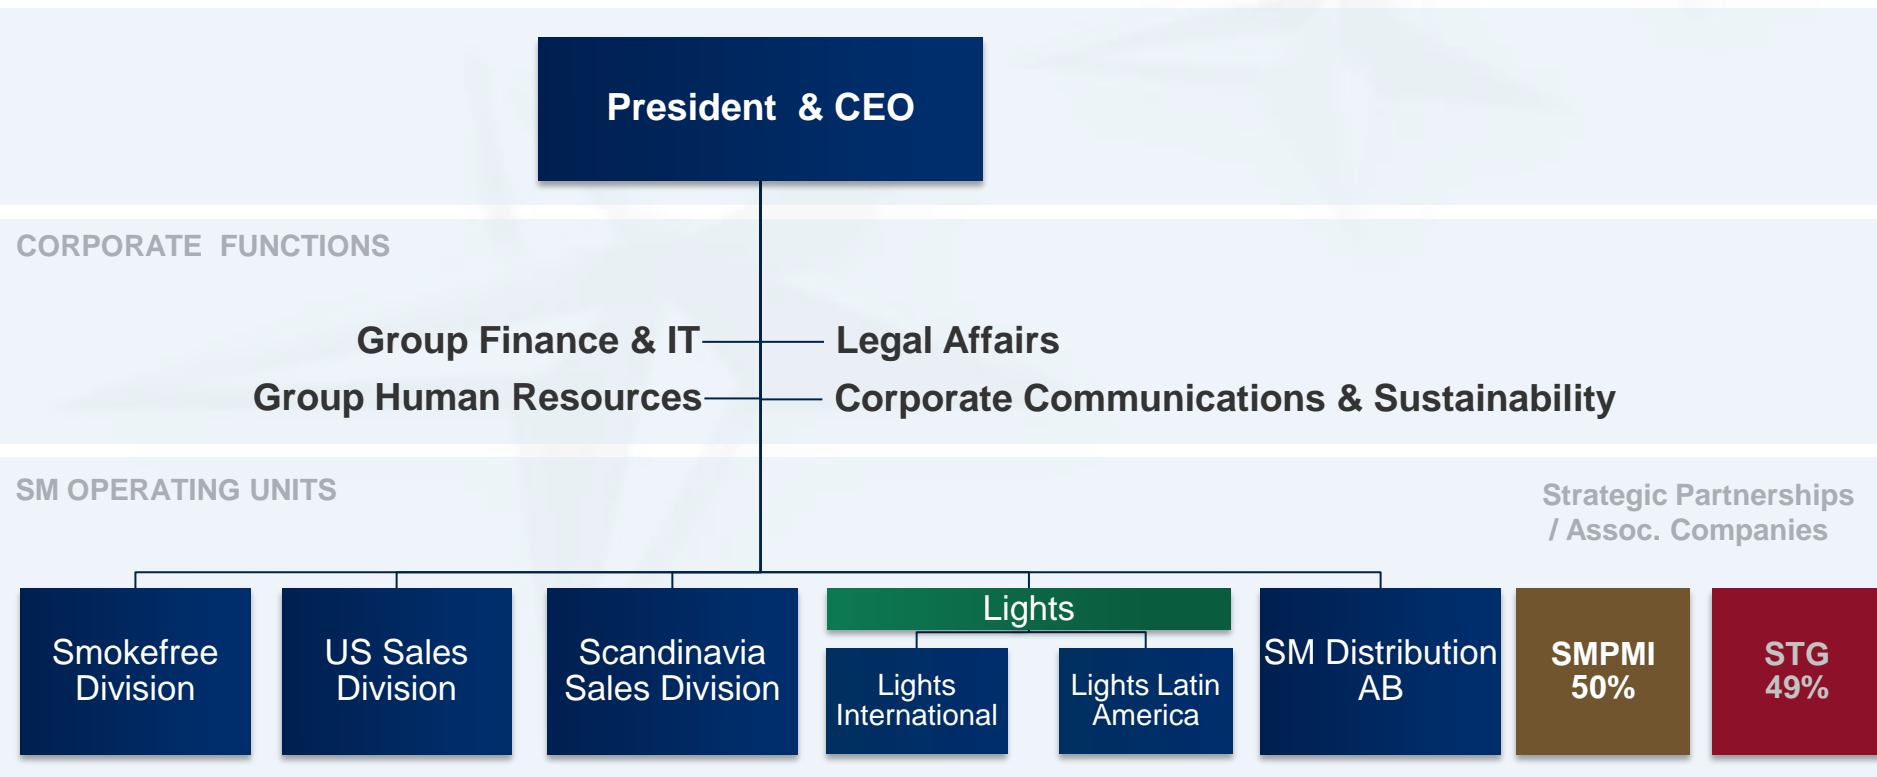 President & CEO
CORPORATE FUNCTIONS
Group Finance & IT
Legal Affairs
Group Human Resources
Corporate Communications & Sustainability
SM OPERATING UNITS
Strategic Partnerships
/ Assoc. Companies
Smokefree
Division
US Sales
Division
Scandinavia
Sales Division
Lights
Lights
International
Lights Latin
America
SM Distribution
AB
SMPMI
50%
STG
49%